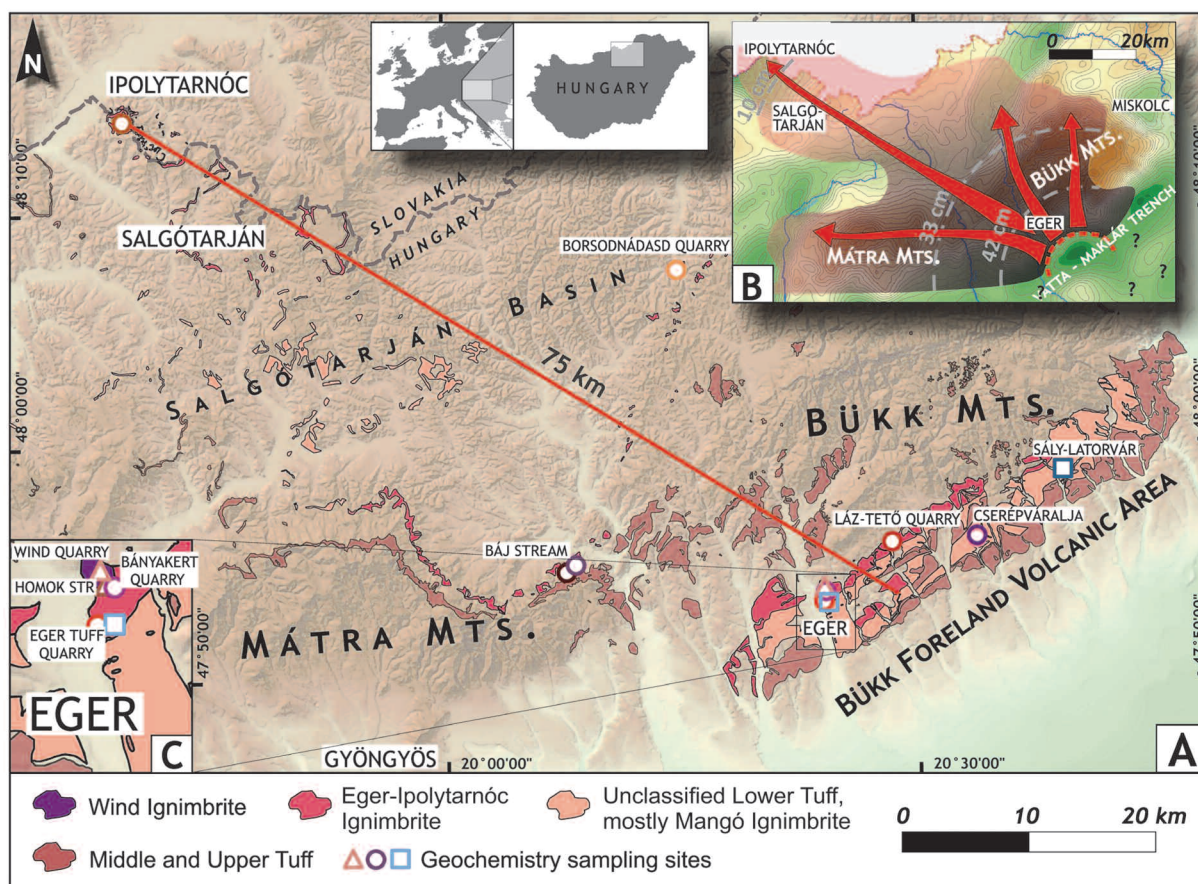 N
IPOLYTARNÓC
SALGÓTARJÁN
48°10'00"
48°00'00"
47°50'00"
SLOVAKIA
HUNGARY
HUNGARY
BORSODNÁDASD QUARRY
SALGÓTARJÁN BASIN
75 km
BÜKK MTS.
SÁLY-LATORVÁR
LÁZ-TETŐ QUARRY
CSERÉPVÁRALJA
BÁJ STREAM
EGER
MÁTRA MTS.
BÜKK FORELAND VOLCANIC AREA
GYÖNGYÖS
20°00'00"
20°30'00"
A
IPOLYTARNÓC
0 20km
10 cm
SALGÓ-
TARJÁN
MISKOLC
BÜKK MTS.
33 cm
42 cm
EGER
MÁTRA MTS.
VATTA - MAKLÁR TRENCH
?
?
?
?
B
WIND QUARRY
BÁNYAKERT
QUARRY
HOMOK STR
EGER TUFF
QUARRY
EGER
C
Wind Ignimbrite
Eger-Ipolytarnóc
Ignimbrite
Unclassified Lower Tuff,
mostly Mangó Ignimbrite
Middle and Upper Tuff
Geochemistry sampling sites
0 10 20 km